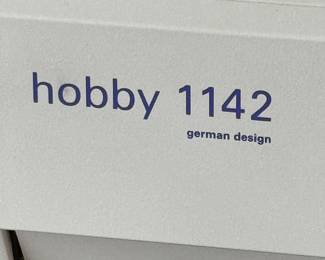 hobby 1142
german design